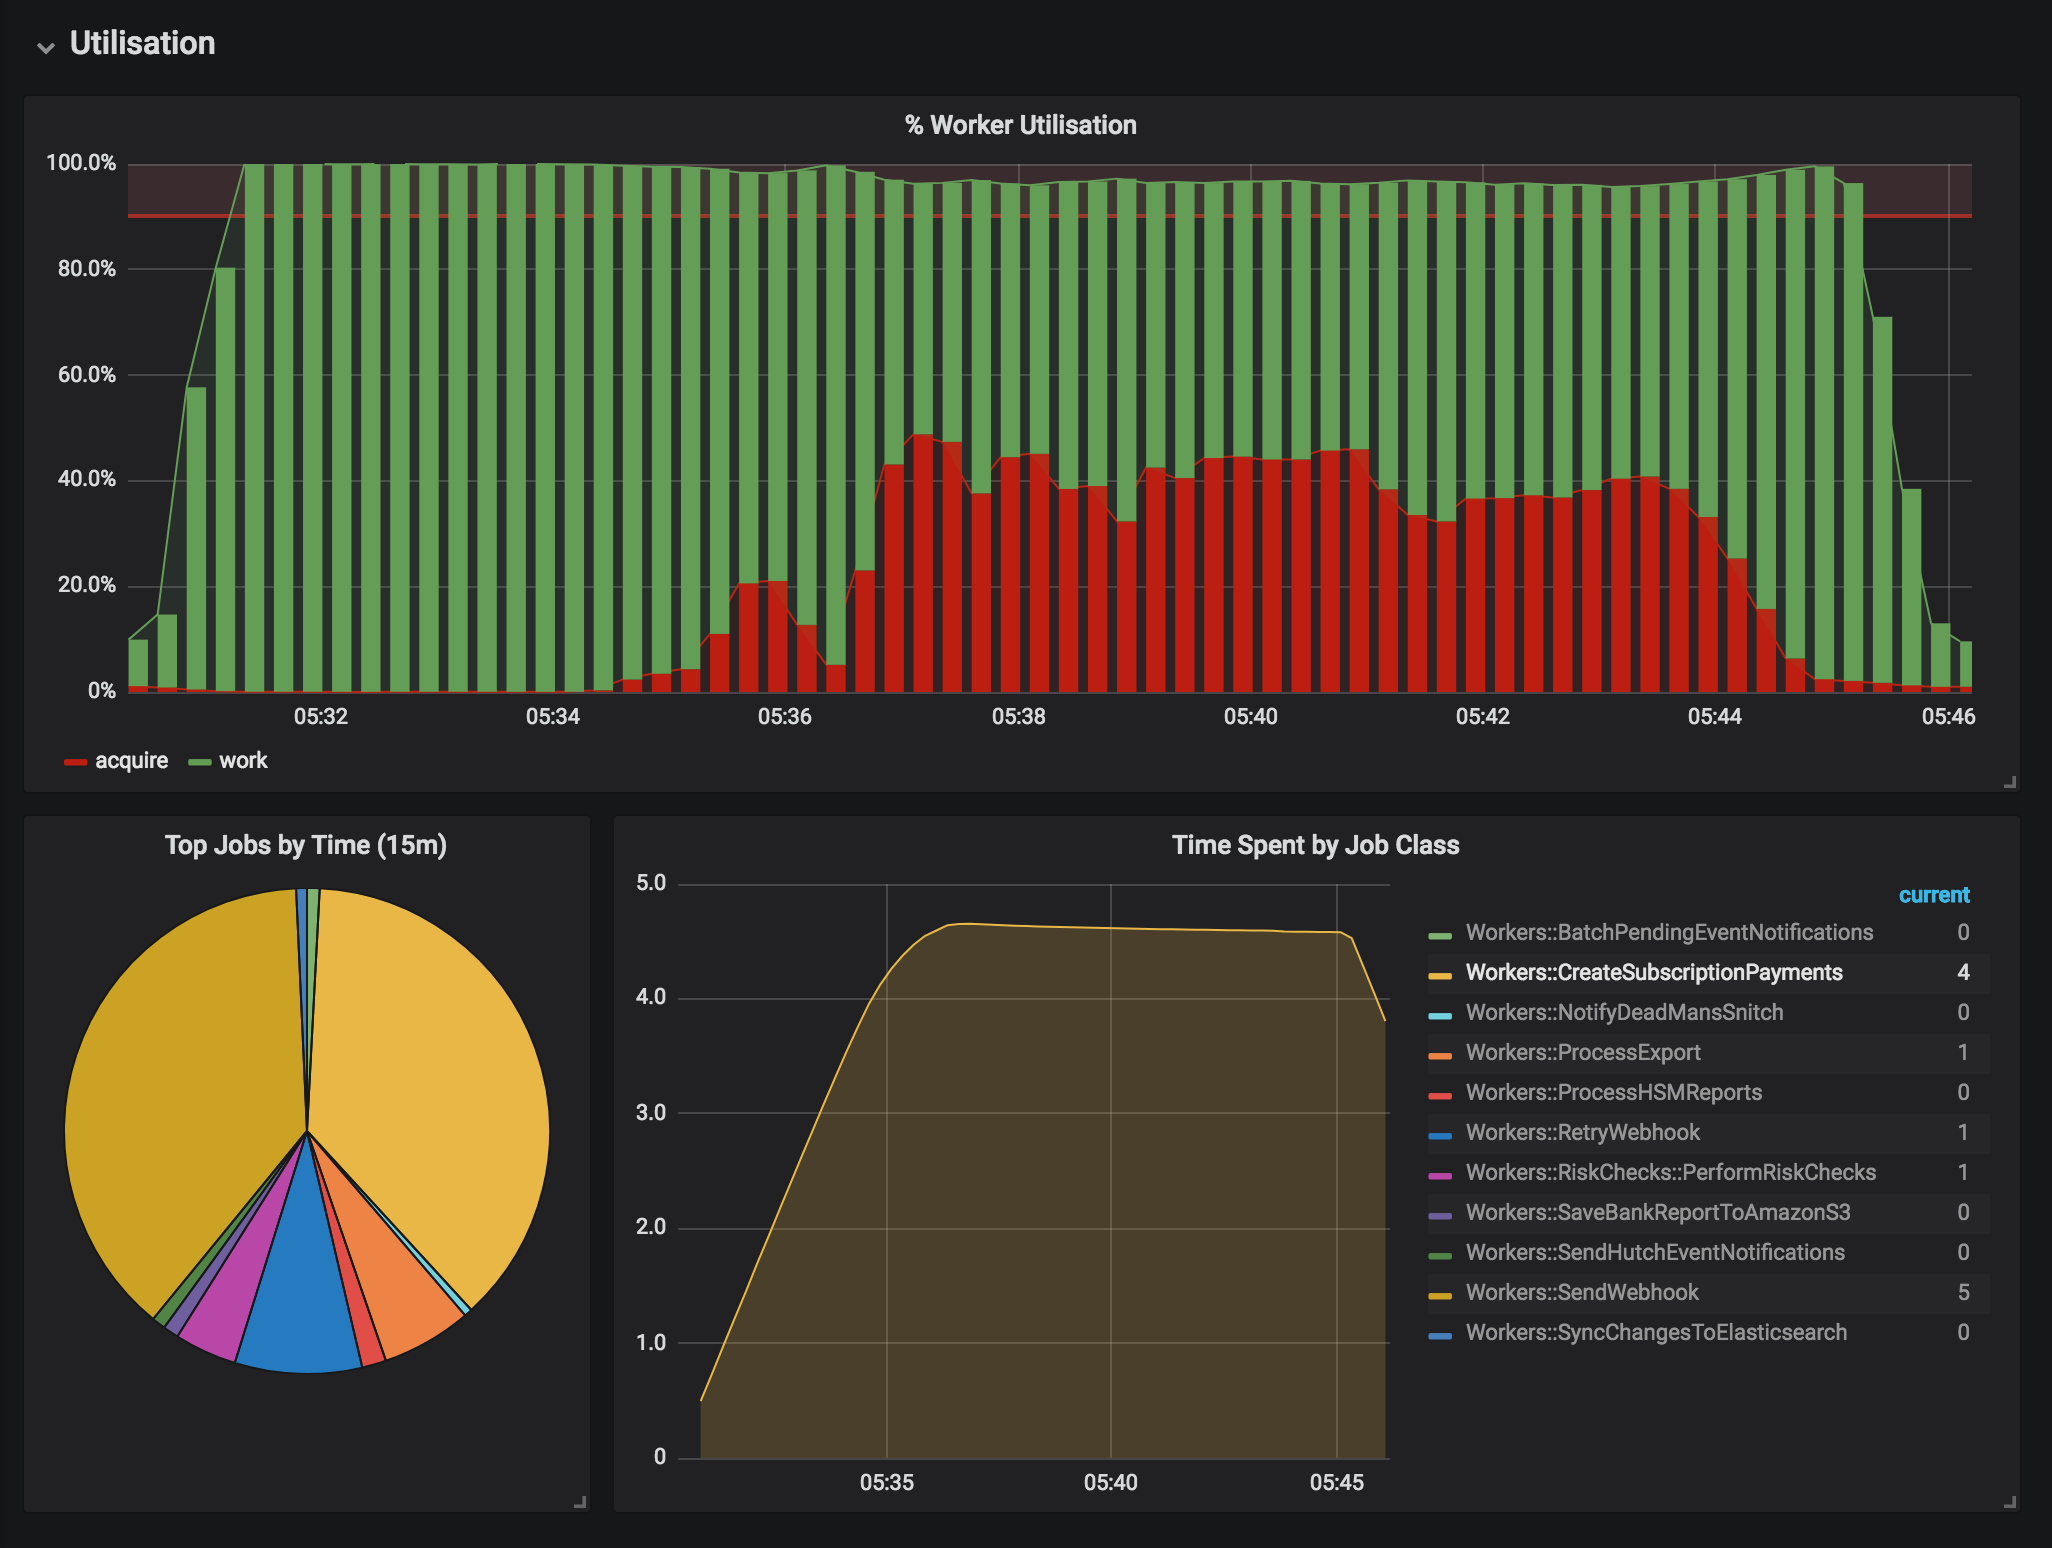 Utilisation
% Worker Utilisation
100.0%
80.0%
60.0%
40.0%
20.0%
0%
05:32 05:34 05:36 05:38 05:40 05:42 05:44 05:46
acquire work
Top Jobs by Time (15m)
Time Spent by Job Class
5.0
4.0
3.0
2.0
1.0
0
05:35 05:40 05:45
current
Workers::BatchPendingEventNotifications 0
Workers::CreateSubscriptionPayments 4
Workers::NotifyDeadMansSnitch 0
Workers::ProcessExport 1
Workers::ProcessHSMReports 0
Workers::RetryWebhook 1
Workers::RiskChecks::PerformRiskChecks 1
Workers::SaveBankReportToAmazonS3 0
Workers::SendHutchEventNotifications 0
Workers::SendWebhook 5
Workers::SyncChangesToElasticsearch 0